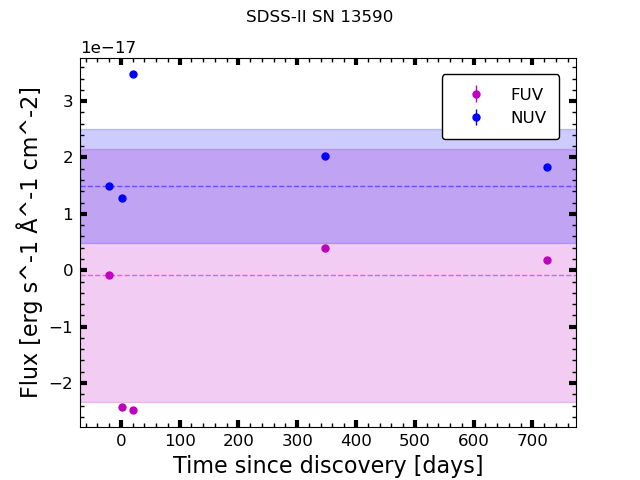 SDSS-II SN 13590
1e−17
3
2
1
0
−1
−2
Flux [erg s^-1 Å^-1 cm^-2]
FUV
NUV
0 100 200 300 400 500 600 700
Time since discovery [days]